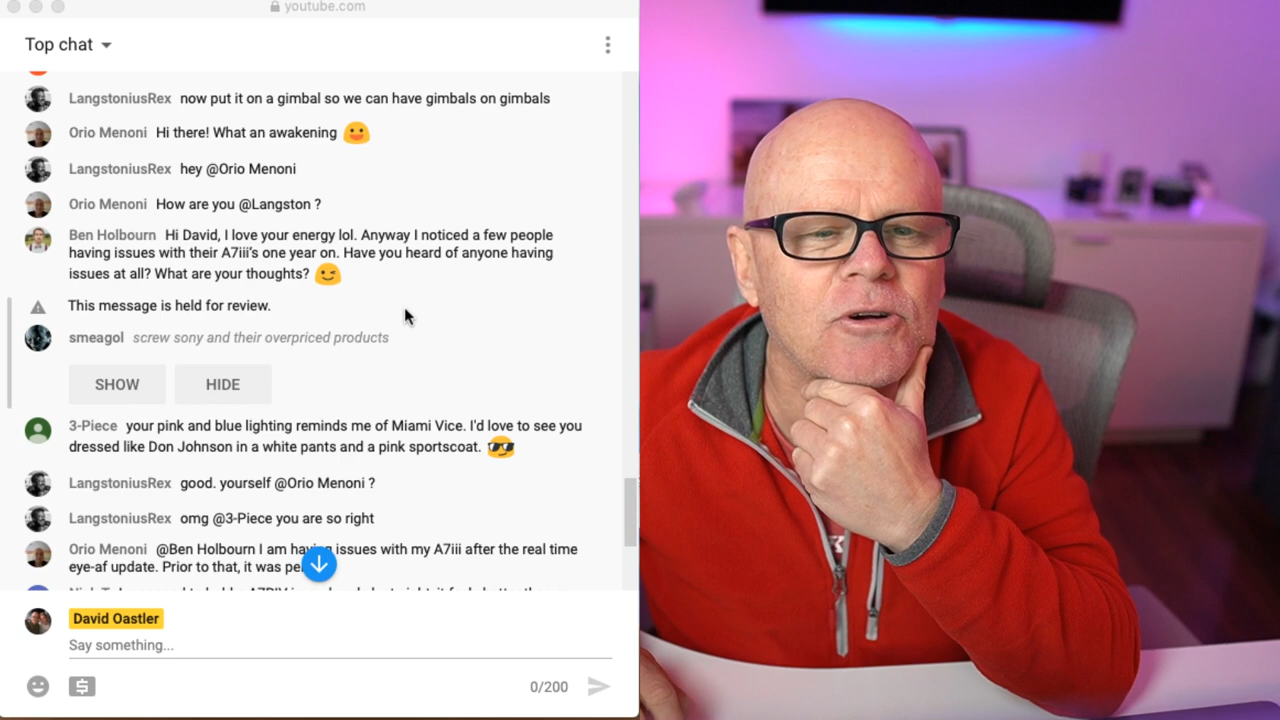 youtube.com
Top chat
LangstoniusRex now put it on a gimbal so we can have gimbals on gimbals
Orio Menoni Hi there! What an awakening
LangstoniusRex hey @Orio Menoni
Orio Menoni How are you @Langston ?
Ben Holbourn Hi David, I love your energy lol. Anyway I noticed a few people
having issues with their A7iii's one year on. Have you heard of anyone having
issues at all? What are your thoughts?
This message is held for review.
smeagol screw sony and their overpriced products
SHOW HIDE
3-Piece your pink and blue lighting reminds me of Miami Vice. I'd love to see you
dressed like Don Johnson in a white pants and a pink sportscoat.
LangstoniusRex good. yourself @Orio Menoni ?
LangstoniusRex omg @3-Piece you are so right
Orio Menoni @Ben Holbourn I am having issues with my A7iii after the real time
eye-af update. Prior to that, it was
David Oastler
Say something...
0/200